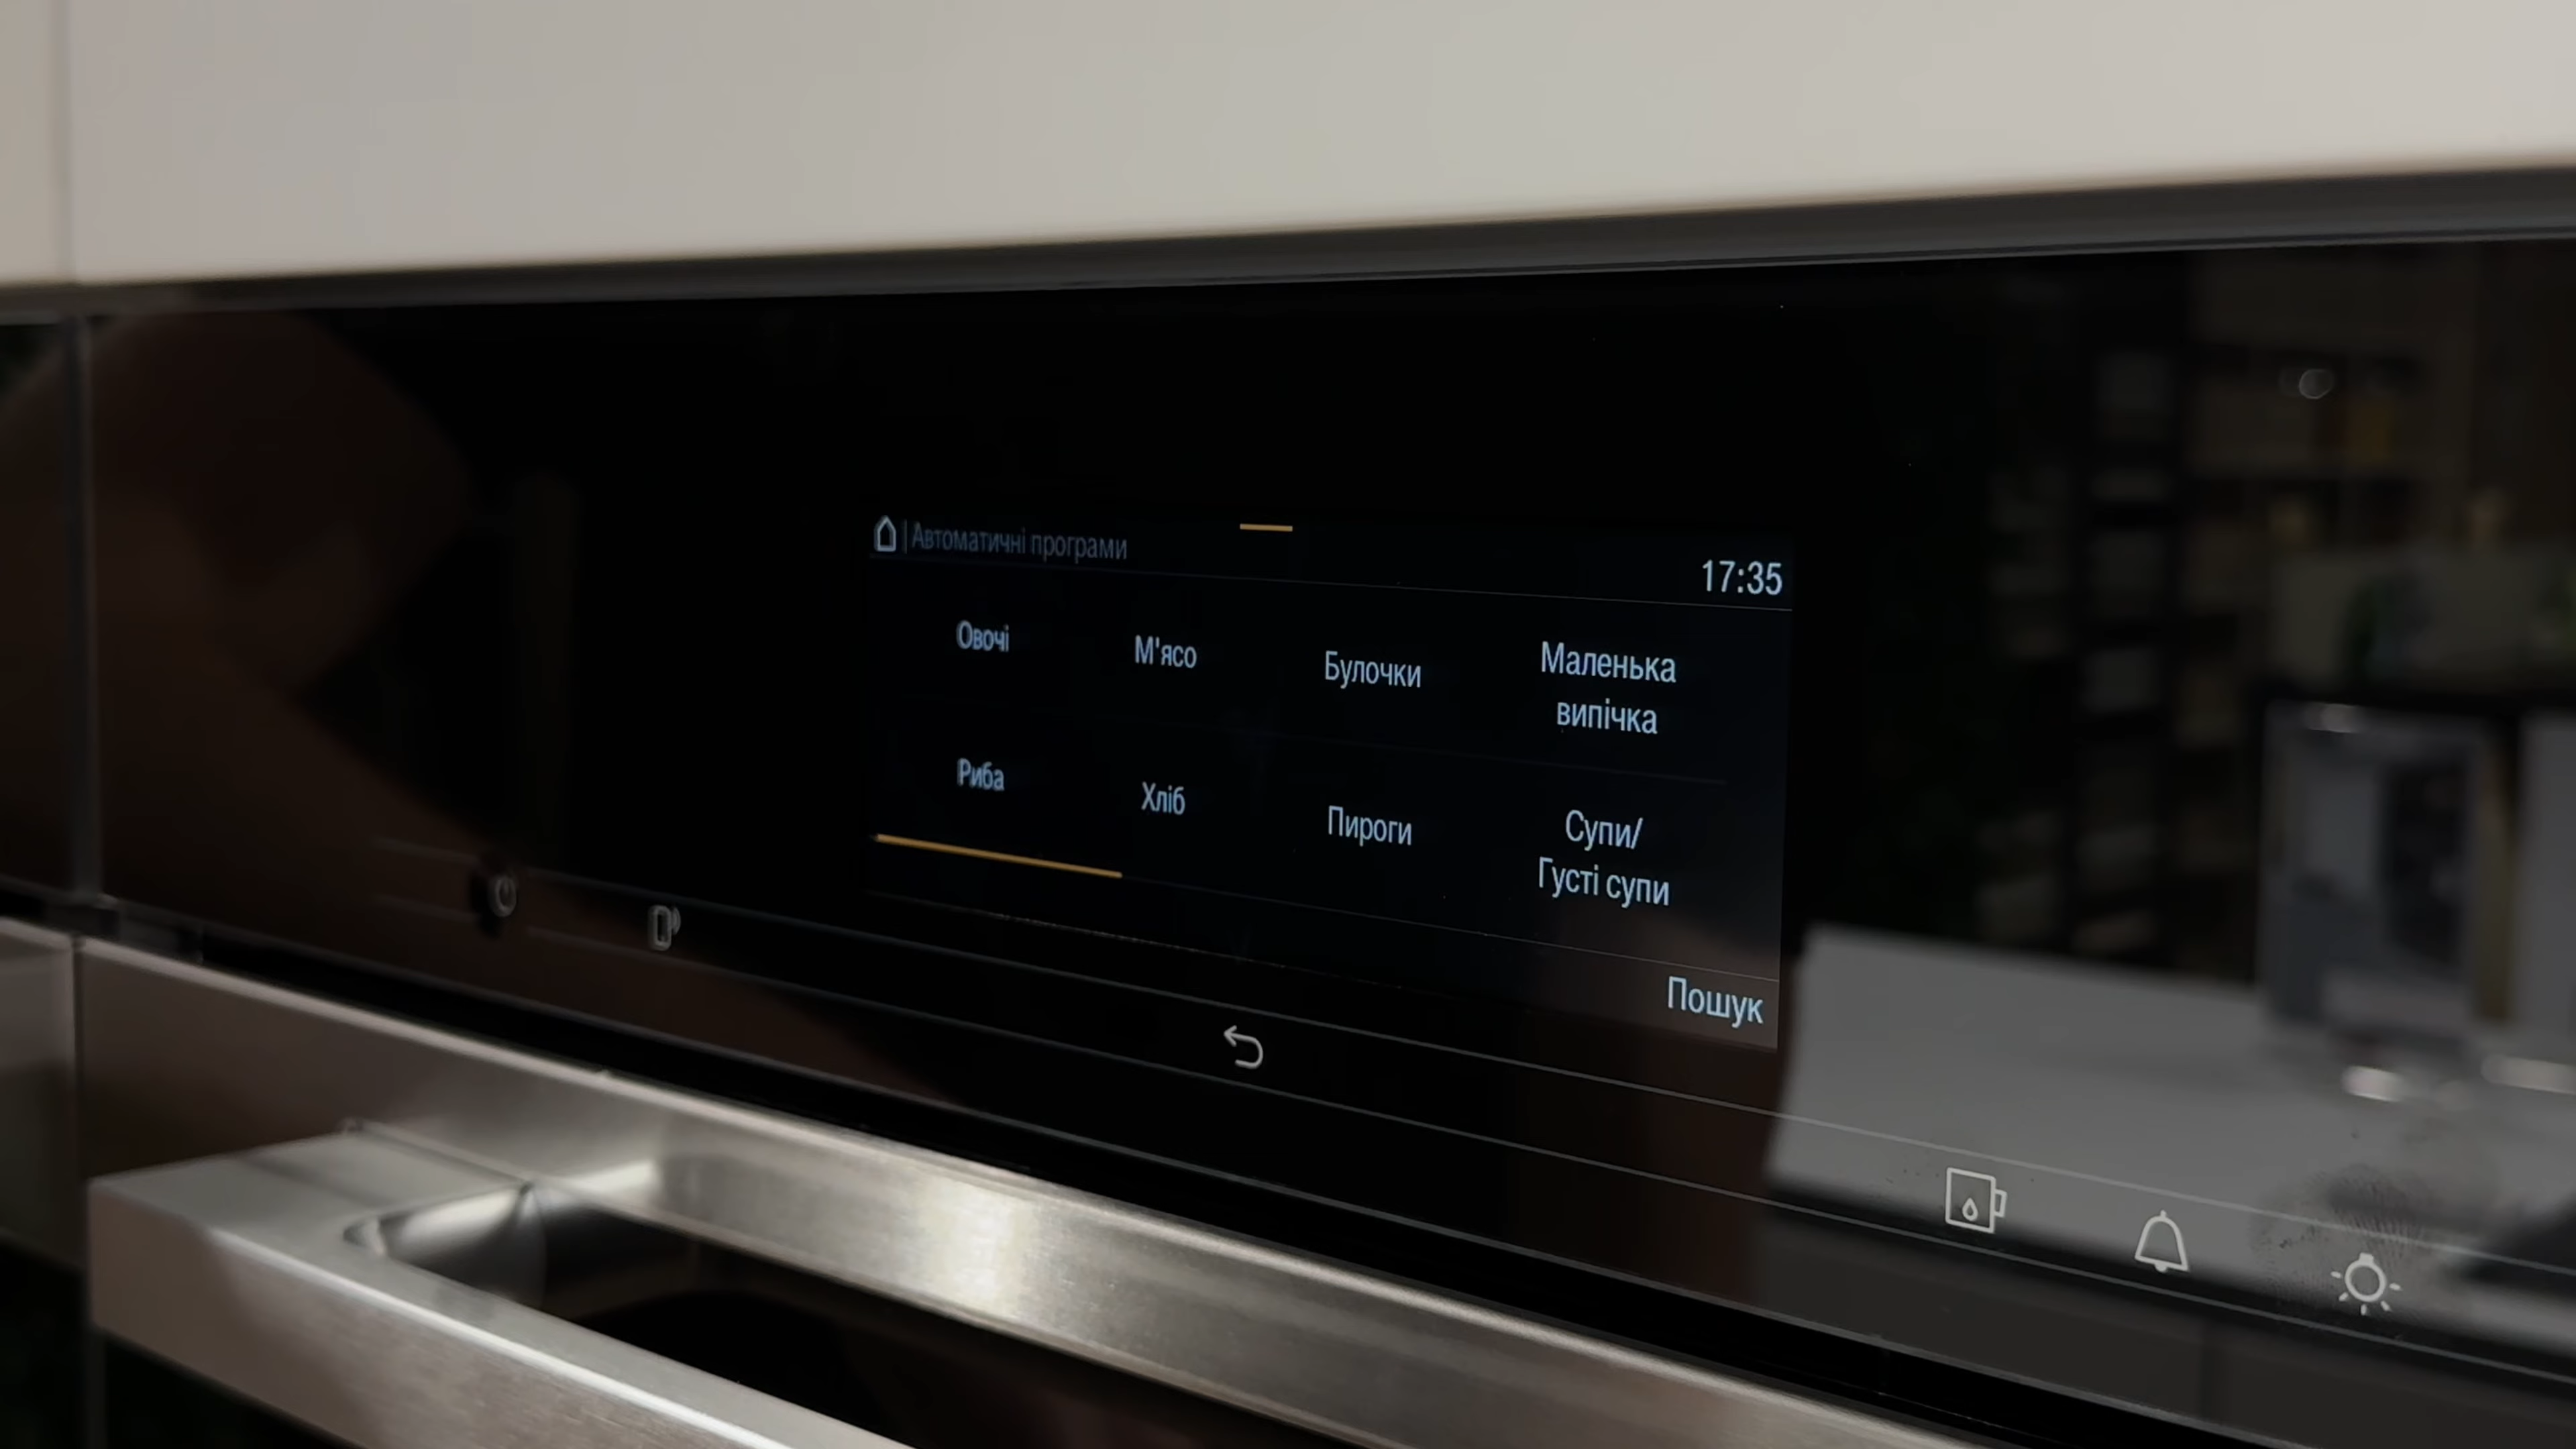 | Автоматичні програми
17:35
Овочі
М'ясо
Булочки
Маленька
випічка
Риба
Хліб
Пироги
Супи/
Густі супи
Пошук